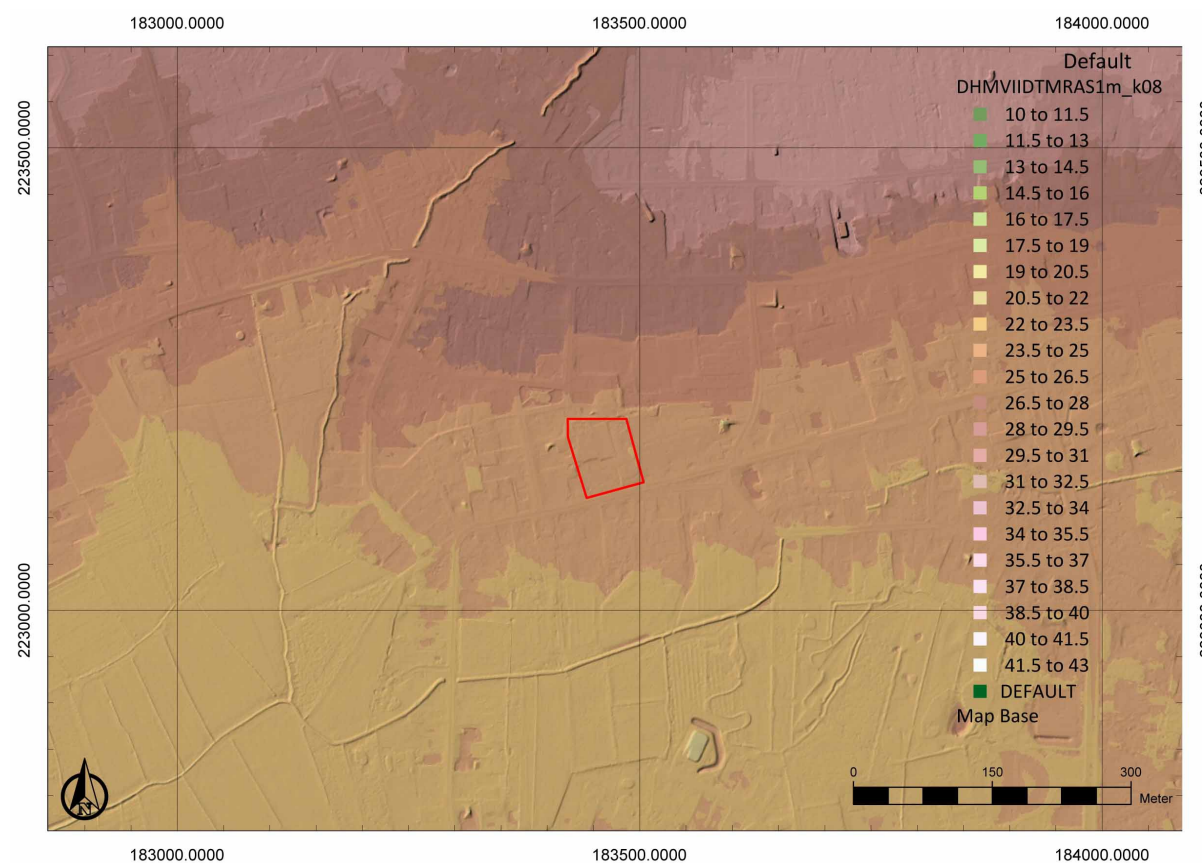 183000.0000 183500.0000 184000.0000
Default
DHMVIIDTMRAS1m_k08
10 to 11.5
11.5 to 13
13 to 14.5
14.5 to 16
16 to 17.5
17.5 to 19
19 to 20.5
20.5 to 22
22 to 23.5
23.5 to 25
25 to 26.5
26.5 to 28
28 to 29.5
29.5 to 31
31 to 32.5
32.5 to 34
34 to 35.5
35.5 to 37
37 to 38.5
38.5 to 40
40 to 41.5
41.5 to 43
DEFAULT
Map Base
223500.0000
223000.0000
0 150 300
Meter
N
183000.0000 183500.0000 184000.0000